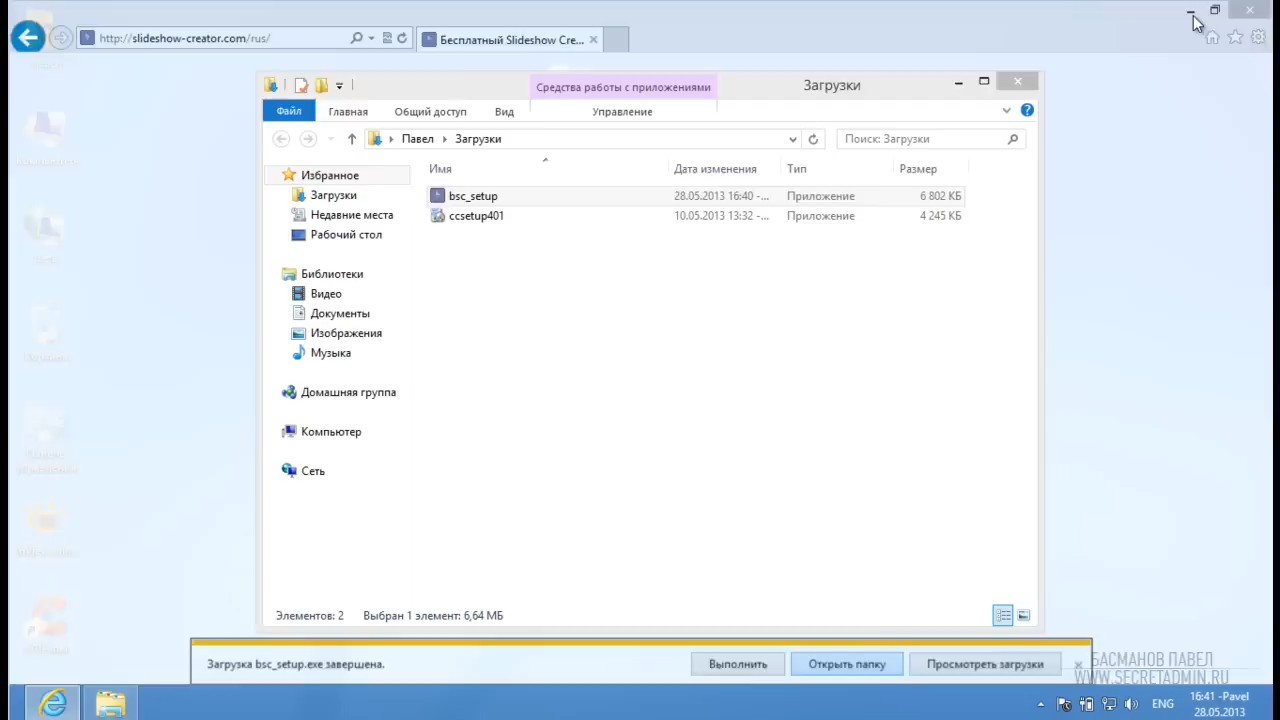 http://slideshow-creator.com/rus/
Бесплатный Slideshow Cre...
Средства работы с приложениями
Загрузки
Файл
Главная
Общий доступ
Вид
Управление
Павел
Загрузки
Поиск: Загрузки
Имя
Дата изменения
Тип
Размер
bsc_setup
28.05.2013 16:40 -...
Приложение
6 802 КБ
ccsetup401
10.05.2013 13:32 -...
Приложение
4 245 КБ
Избранное
Загрузки
Недавние места
Рабочий стол
Библиотеки
Видео
Документы
Изображения
Музыка
Домашняя группа
Компьютер
Сеть
Элементов: 2
Выбран 1 элемент: 6,64 МБ
Загрузка bsc_setup.exe завершена.
Выполнить
Открыть папку
Просмотреть загрузки
БАСМАНОВ ПАВЕЛ
WWW.SECRETADMIN.RU
ENG
16:41 -Pavel
28.05.2013